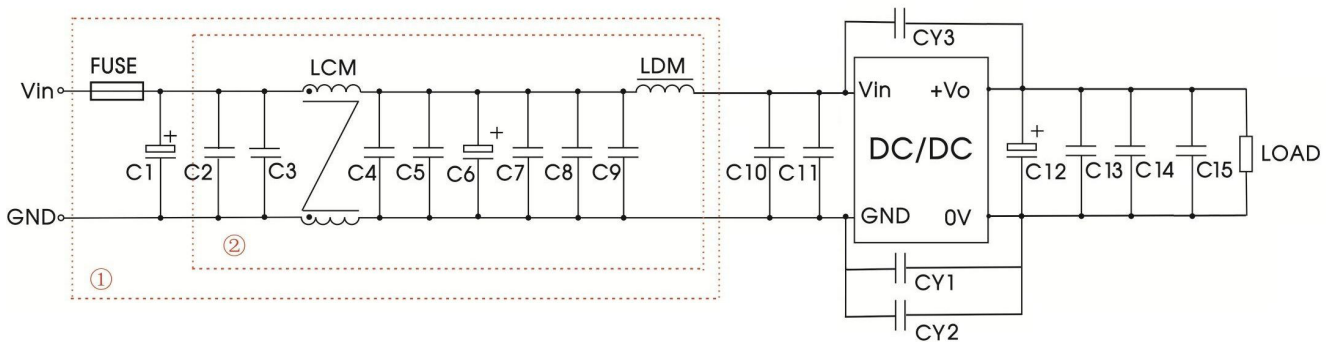 CY3
FUSE LCM LDM
Vin Vin +Vo
+ + +
DC/DC
C1 C2 C3 C4 C5 C6 C7 C8 C9 C10 C11 C12 C13 C14 C15 LOAD
GND GND 0V
②
① CY1
CY2